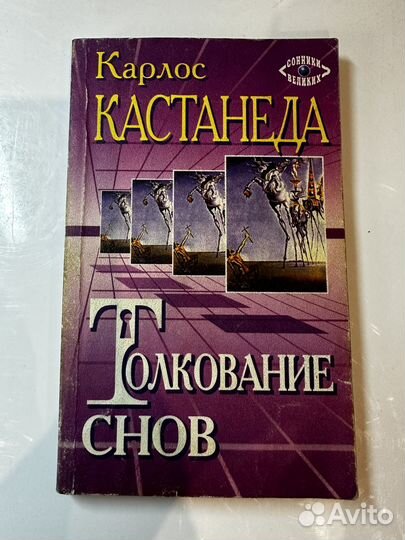 Карлос
СОННИКИ
ВЕЛИКИХ
КАСТАНЕДА
Толкование
снов
Avito